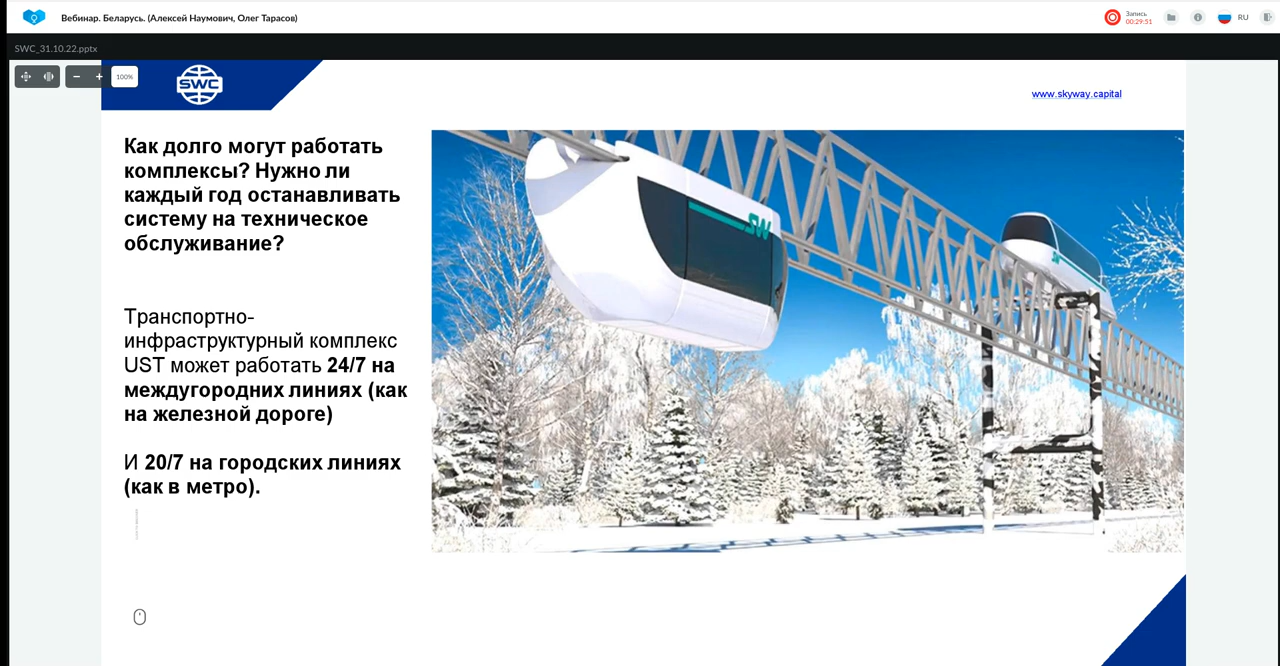 Вебинар. Беларусь. (Алексей Наумович, Олег Тарасов)
Запись
00:29:51
RU
SWC_31.10.22.pptx
100%
SWC
www.skyway.capital
Как долго могут работать
комплексы? Нужно ли
каждый год останавливать
систему на техническое
обслуживание?
SW
Транспортно-
инфраструктурный комплекс
UST может работать 24/7 на
междугородних линиях (как
на железной дороге)
И 20/7 на городских линиях
(как в метро).